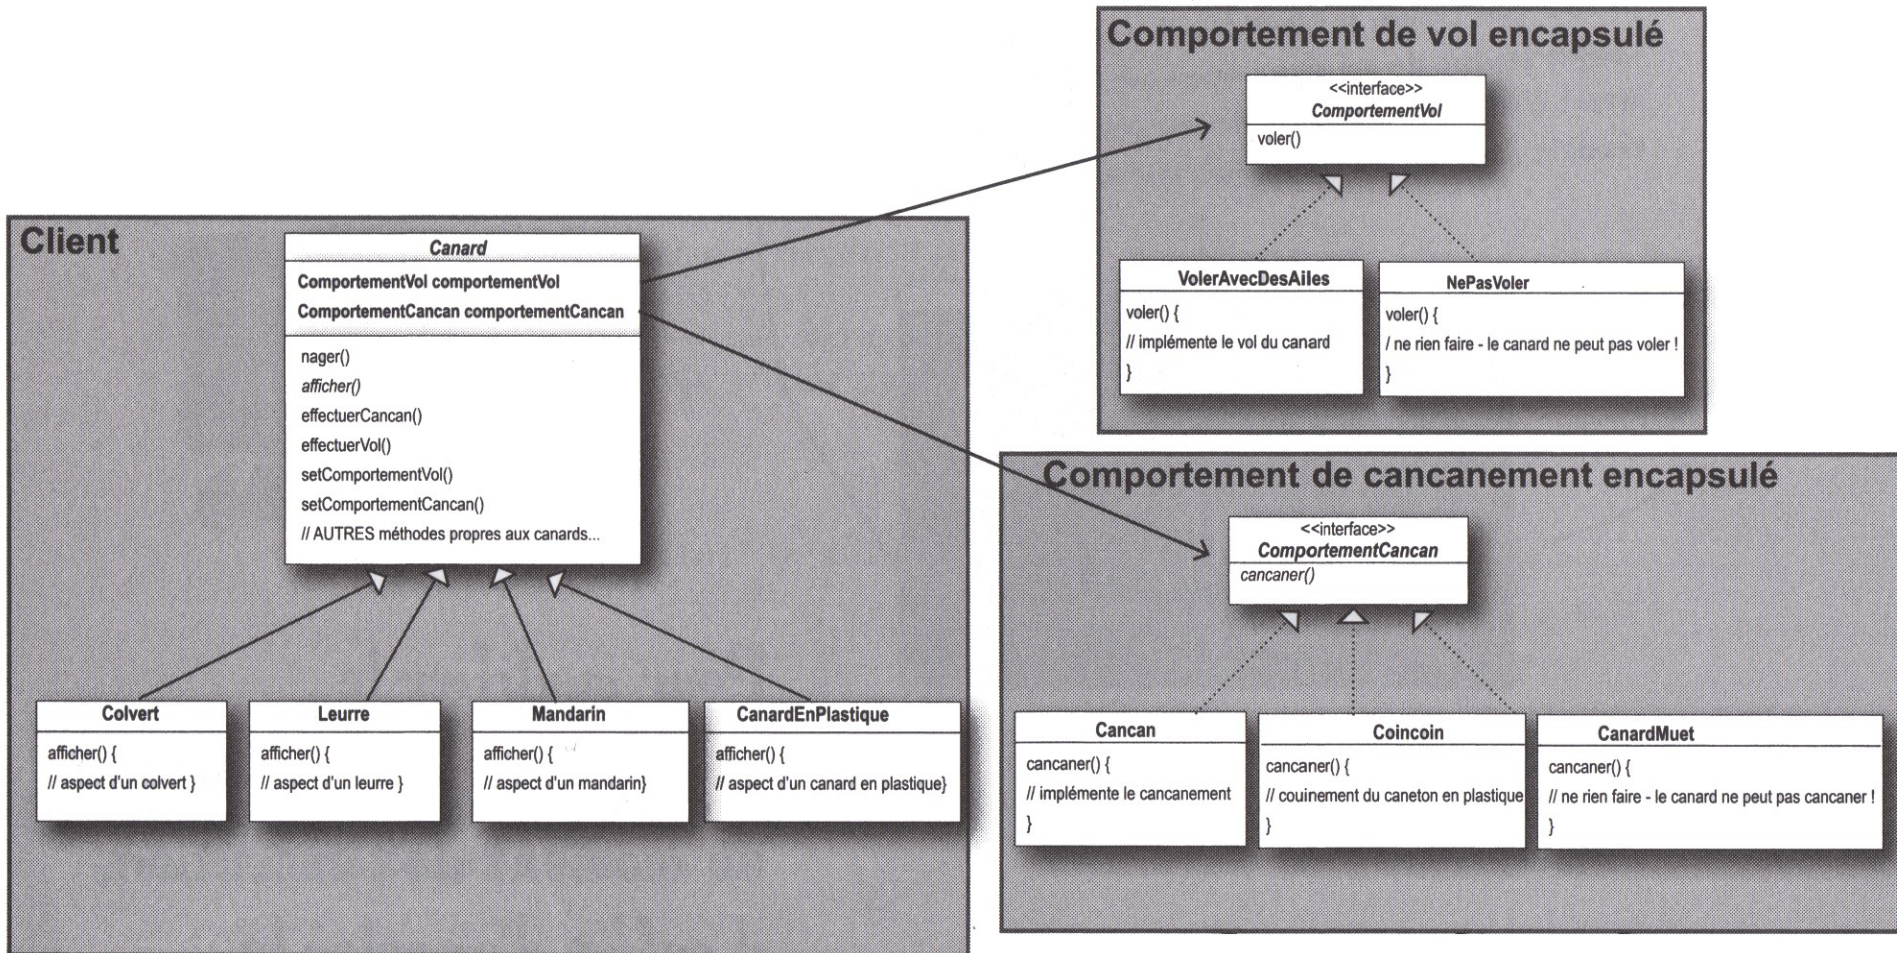 Comportement de vol encapsulé
<<interface>>
ComportementVol
voler()
VolerAvecDesAiles
voler() {
// implémente le vol du canard
}
NePasVoler
voler() {
/ ne rien faire - le canard ne peut pas voler !
}
Client
Canard
ComportementVol comportementVol
ComportementCancan comportementCancan
nager()
afficher()
effectuerCancan()
effectuerVol()
setComportementVol()
setComportementCancan()
// AUTRES méthodes propres aux canards...
Colvert
afficher() {
// aspect d'un colvert }
Leurre
afficher() {
// aspect d'un leurre }
Mandarin
afficher() {
// aspect d'un mandarin}
CanardEnPlastique
afficher() {
// aspect d'un canard en plastique}
Comportement de cancanement encapsulé
<<interface>>
ComportementCancan
cancaner()
Cancan
cancaner() {
// implémente le cancanement
}
Coincoin
cancaner() {
// couinement du caneton en plastique
}
CanardMuet
cancaner() {
// ne rien faire - le canard ne peut pas cancaner !
}